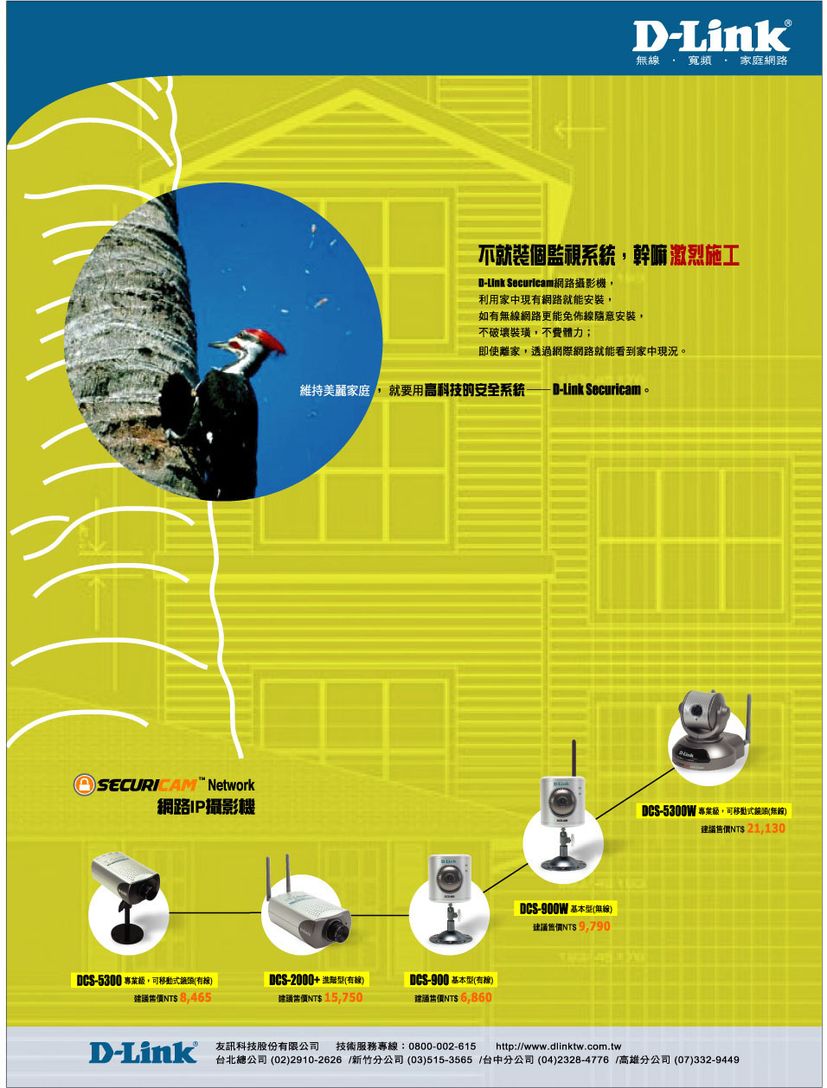 D-Link®
無線 · 寬頻 · 家庭網路
不就裝個監視系統，幹嘛激烈施工
D-Link Securicam網路攝影機，
利用家中現有網路就能安裝，
如有無線網路更能免佈線隨意安裝，
不破壞裝璜，不費體力；
即使離家，透過網際網路就能看到家中現況。
維持美麗家庭，就要用高科技的安全系統——D-Link Securicam。
SECURICAM™ Network
網路IP攝影機
DCS-5300W 專業級，可移動式鏡頭(無線)
建議售價NT$ 21,130
DCS-900W 基本型(無線)
建議售價NT$ 9,790
DCS-5300 專業級，可移動式鏡頭(有線)
建議售價NT$ 8,465
DCS-2000+ 進階型(有線)
建議售價NT$ 15,750
DCS-900 基本型(有線)
建議售價NT$ 6,860
D-Link®
友訊科技股份有限公司 技術服務專線：0800-002-615 http://www.dlinktw.com.tw
台北總公司 (02)2910-2626 /新竹分公司 (03)515-3565 /台中分公司 (04)2328-4776 /高雄分公司 (07)332-9449